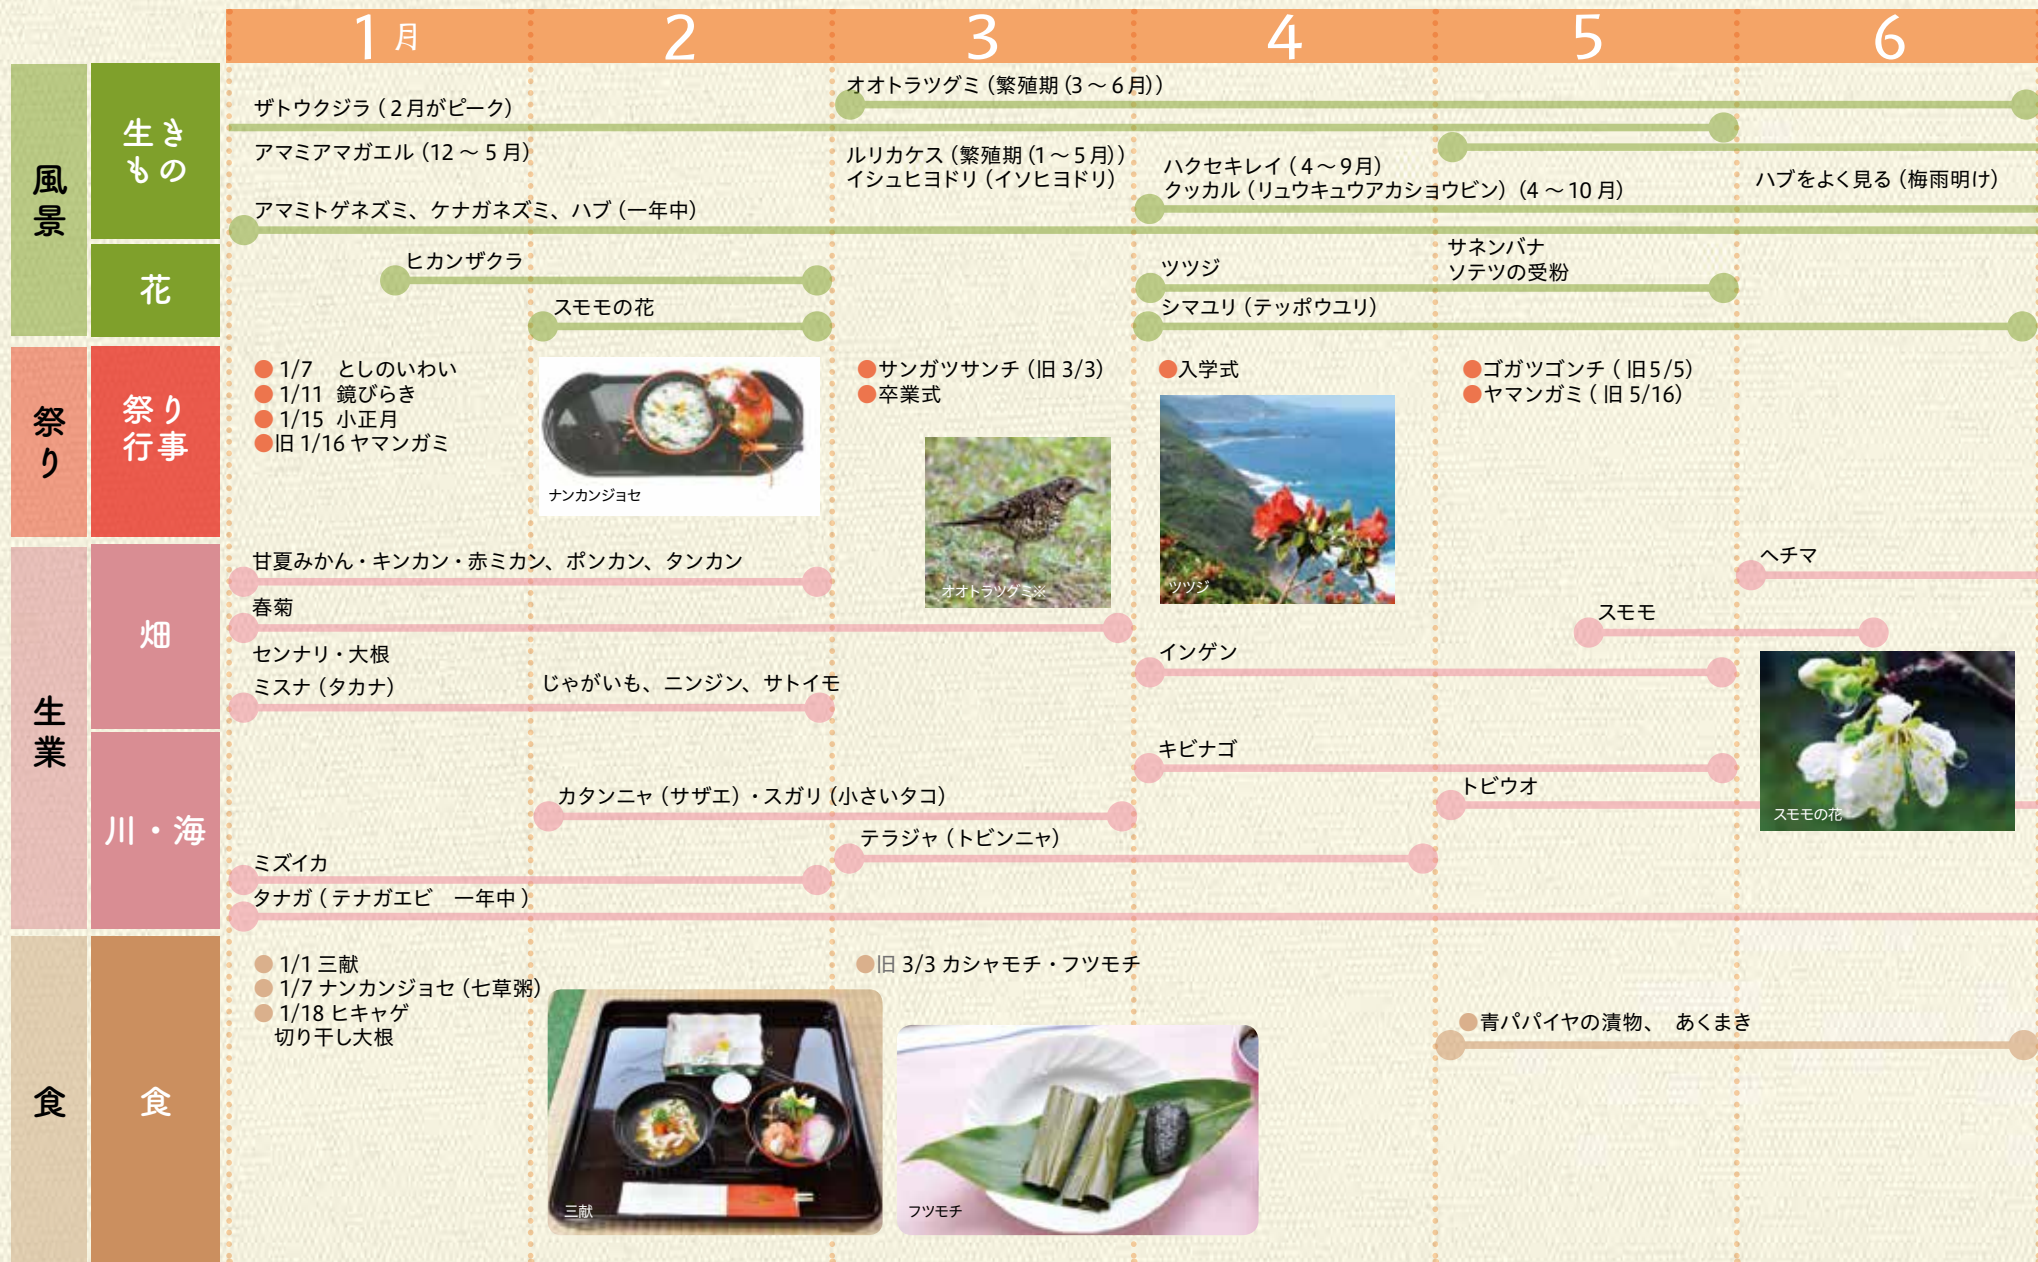 1月 2 3 4 5 6
風景
生きもの
ザトウクジラ（2月がピーク）
アマミアマガエル（12～5月）
アマミトゲネズミ、ケナガネズミ、ハブ（一年中）
オオトラツグミ（繁殖期（3～6月））
ルリカケス（繁殖期（1～5月））
イシュヒヨドリ（イソヒヨドリ）
ハクセキレイ（4～9月）
クッカル（リュウキュウアカショウビン）（4～10月）
ハブをよく見る（梅雨明け）
花
ヒカンザクラ
スモモの花
ツツジ
シマユリ（テッポウユリ）
サネンバナ
ソテツの受粉
祭り
祭り
行事
●1/7 としのいわい
●1/11 鏡びらき
●1/15 小正月
●旧1/16ヤマンガミ
ナンカンジョセ
●サンガツサンチ（旧3/3）
●卒業式
オオトラツグミ※
●入学式
ツツジ
●ゴガツゴンチ（旧5/5）
●ヤマンガミ（旧5/16）
生業
畑
甘夏みかん・キンカン・赤ミカン、ポンカン、タンカン
春菊
センナリ・大根
ミスナ（タカナ）
じゃがいも、ニンジン、サトイモ
インゲン
スモモ
ヘチマ
スモモの花
川・海
キビナゴ
トビウオ
カタンニャ（サザエ）・スガリ（小さいタコ）
テラジャ（トビンニャ）
ミズイカ
タナガ（テナガエビ 一年中）
食
食
●1/1三献
●1/7ナンカンジョセ（七草粥）
●1/18ヒキャゲ
切り干し大根
三献
●旧3/3カシャモチ・フツモチ
フツモチ
●青パパイヤの漬物、 あくまき